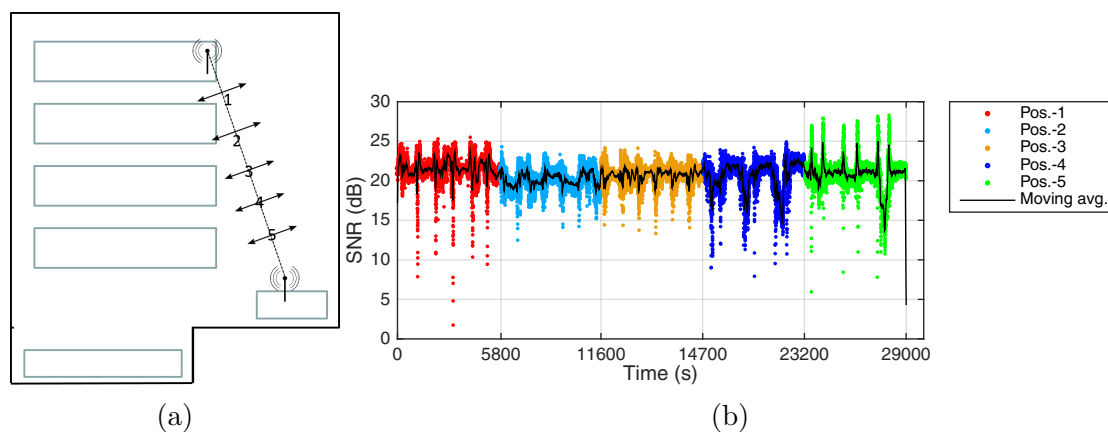 1
2
3
4
5
(a)
SNR (dB)
30
25
20
15
10
5
0
0 5800 11600 14700 23200 29000
Time (s)
Pos.-1
Pos.-2
Pos.-3
Pos.-4
Pos.-5
Moving avg.
(b)